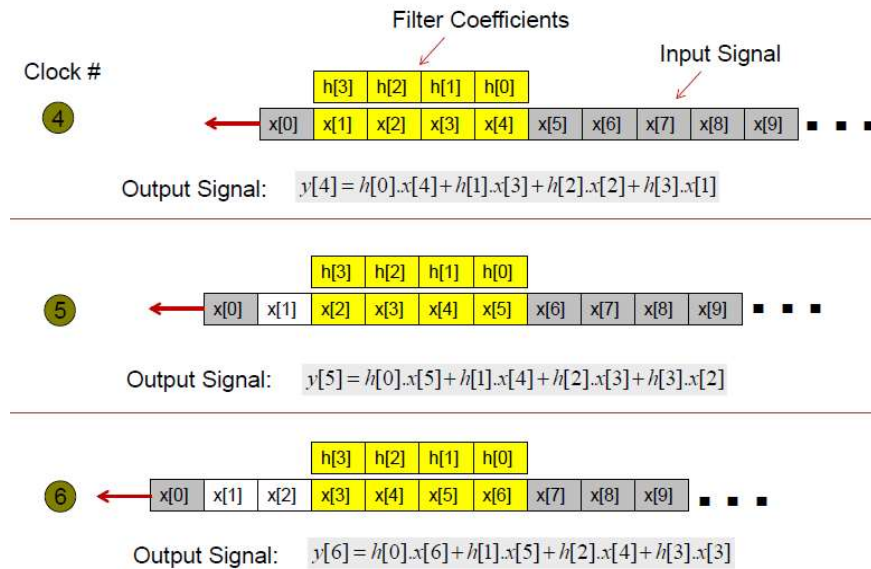 Filter Coefficients
Clock #
Input Signal
h[3] h[2] h[1] h[0]
4
x[0] x[1] x[2] x[3] x[4] x[5] x[6] x[7] x[8] x[9]
Output Signal: y[4] = h[0].x[4]+h[1].x[3]+h[2].x[2]+h[3].x[1]
h[3] h[2] h[1] h[0]
5
x[0] x[1] x[2] x[3] x[4] x[5] x[6] x[7] x[8] x[9]
Output Signal: y[5] = h[0].x[5]+h[1].x[4]+h[2].x[3]+h[3].x[2]
h[3] h[2] h[1] h[0]
6
x[0] x[1] x[2] x[3] x[4] x[5] x[6] x[7] x[8] x[9]
Output Signal: y[6] = h[0].x[6]+h[1].x[5]+h[2].x[4]+h[3].x[3]